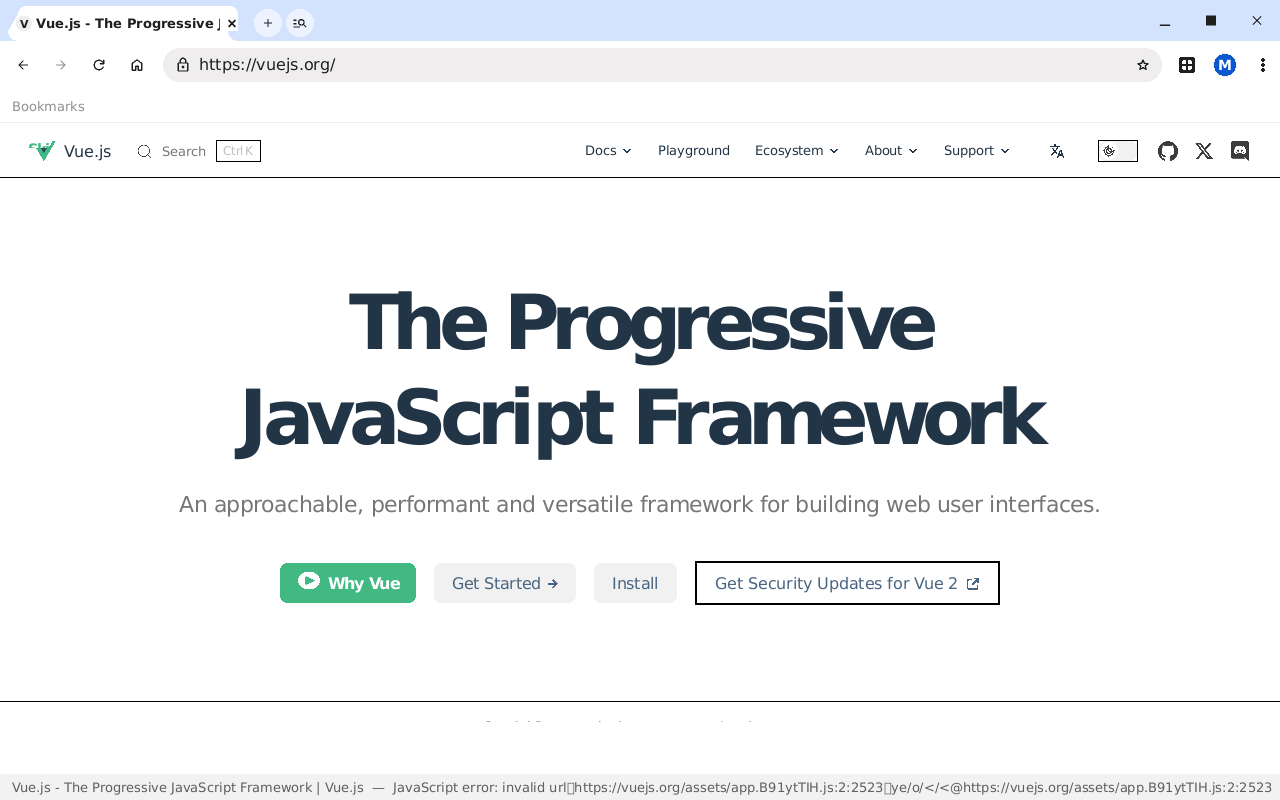 V Vue.js - The Progressive J
https://vuejs.org/
M
Bookmarks
Vue.js
Search
Ctrl K
Docs
Playground
Ecosystem
About
Support
The Progressive
JavaScript Framework
An approachable, performant and versatile framework for building web user interfaces.
Why Vue
Get Started
Install
Get Security Updates for Vue 2
Vue.js - The Progressive JavaScript Framework | Vue.js — JavaScript error: invalid url▯https://vuejs.org/assets/app.B91ytTIH.js:2:2523▯ye/o/</<@https://vuejs.org/assets/app.B91ytTIH.js:2:2523